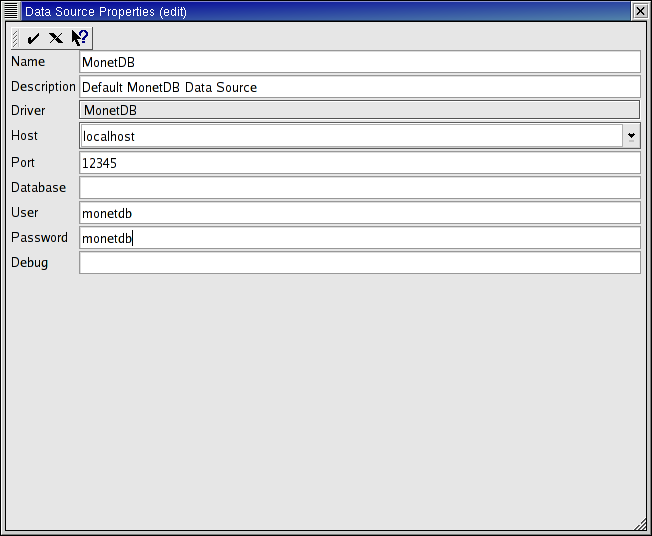 Data Source Properties (edit)
Name MonetDB
Description Default MonetDB Data Source
Driver MonetDB
Host localhost
Port 12345
Database
User monetdb
Password monetdb
Debug